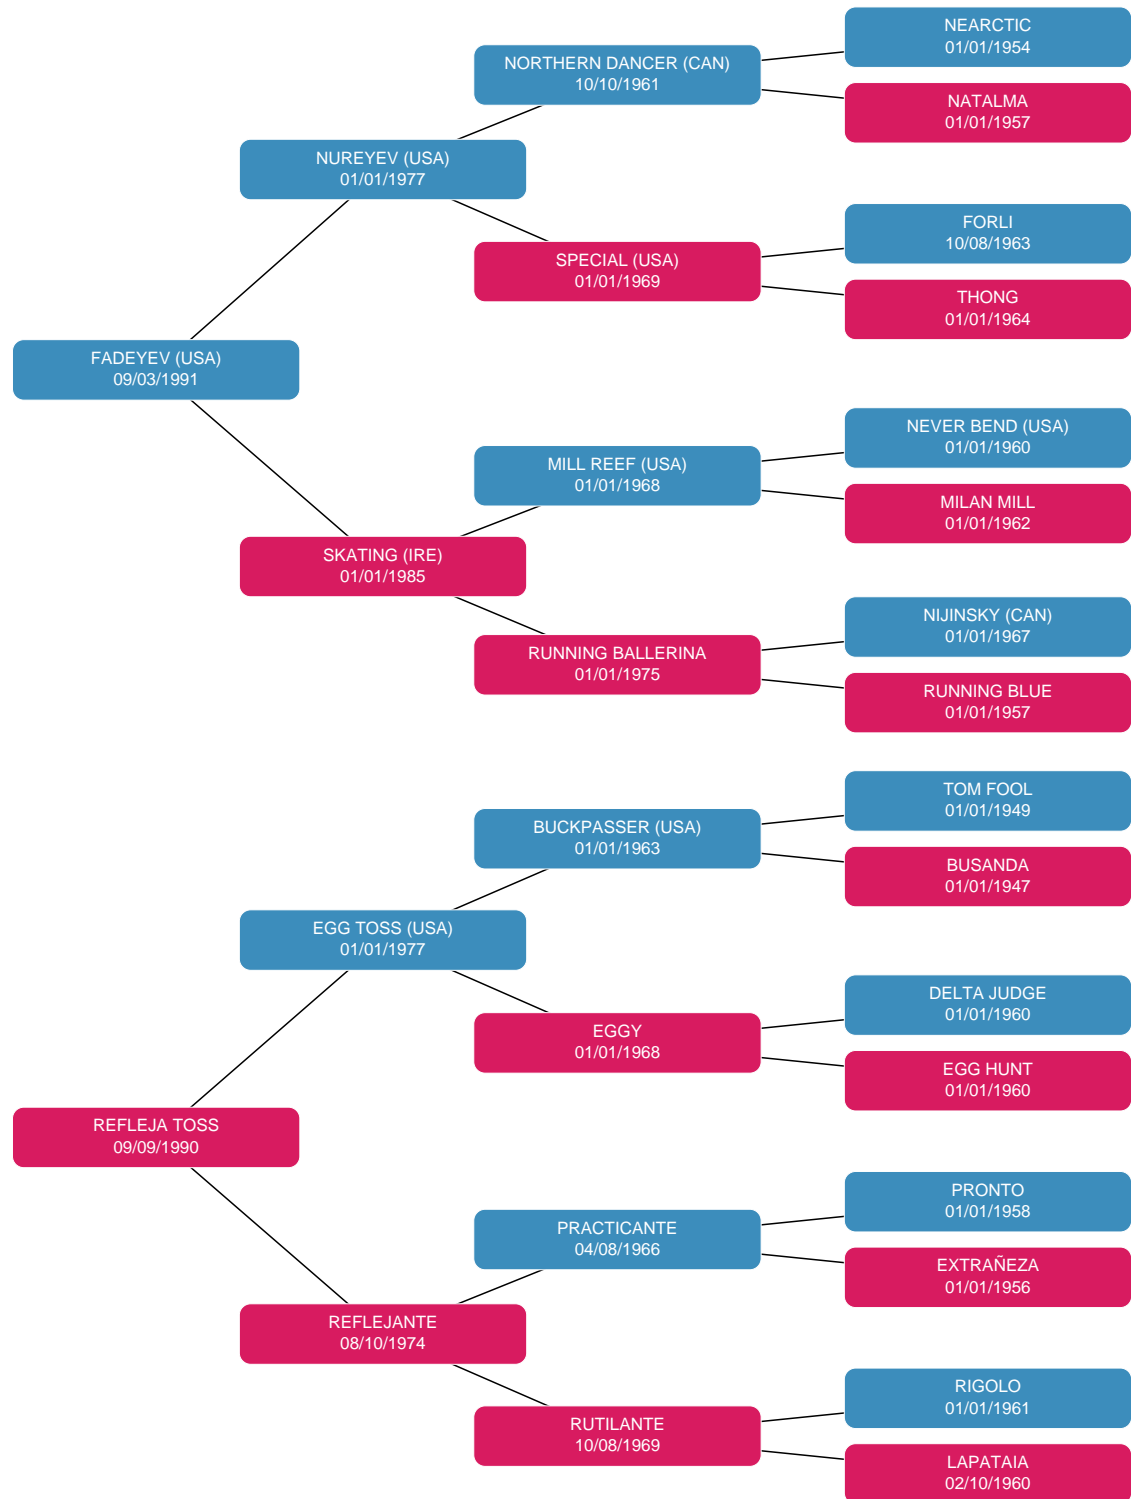 NEARCTIC
01/01/1954
NORTHERN DANCER (CAN)
10/10/1961
NATALMA
01/01/1957
NUREYEV (USA)
01/01/1977
FORLI
10/08/1963
SPECIAL (USA)
01/01/1969
THONG
01/01/1964
FADEYEV (USA)
09/03/1991
NEVER BEND (USA)
01/01/1960
MILL REEF (USA)
01/01/1968
MILAN MILL
01/01/1962
SKATING (IRE)
01/01/1985
NIJINSKY (CAN)
01/01/1967
RUNNING BALLERINA
01/01/1975
RUNNING BLUE
01/01/1957
TOM FOOL
01/01/1949
BUCKPASSER (USA)
01/01/1963
BUSANDA
01/01/1947
EGG TOSS (USA)
01/01/1977
DELTA JUDGE
01/01/1960
EGGY
01/01/1968
EGG HUNT
01/01/1960
REFLEJA TOSS
09/09/1990
PRONTO
01/01/1958
PRACTICANTE
04/08/1966
EXTRAÑEZA
01/01/1956
REFLEJANTE
08/10/1974
RIGOLO
01/01/1961
RUTILANTE
10/08/1969
LAPATAIA
02/10/1960